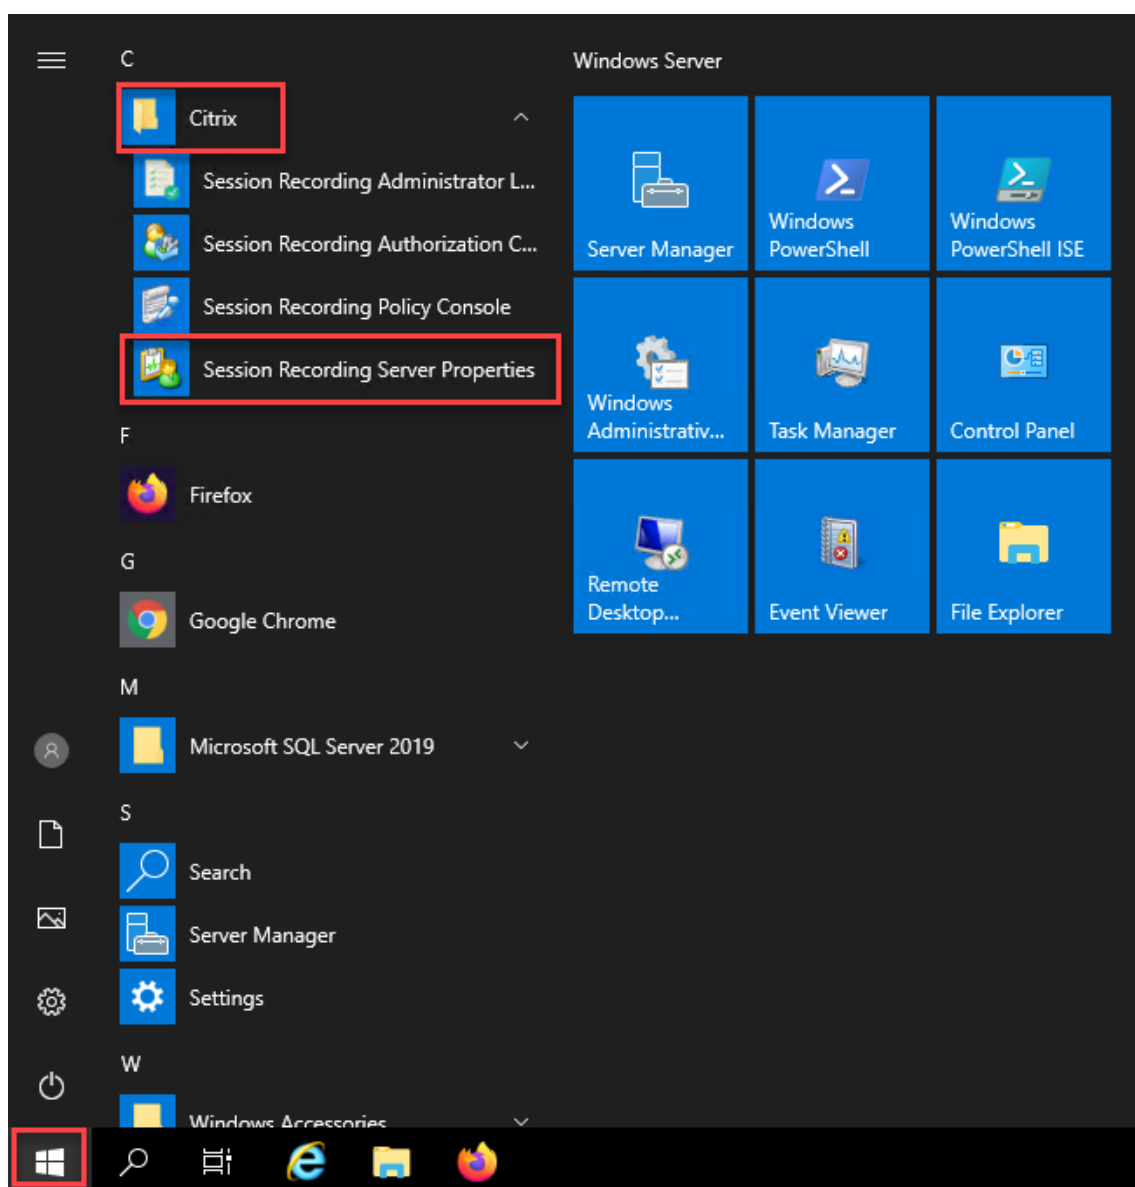 C
Citrix
Session Recording Administrator L...
Session Recording Authorization C...
Session Recording Policy Console
Session Recording Server Properties
F
Firefox
G
Google Chrome
M
Microsoft SQL Server 2019
S
Search
Server Manager
Settings
W
Windows Accessories
Windows Server
Server Manager
Windows
PowerShell
Windows
PowerShell ISE
Windows
Administrativ...
Task Manager
Control Panel
Remote
Desktop...
Event Viewer
File Explorer